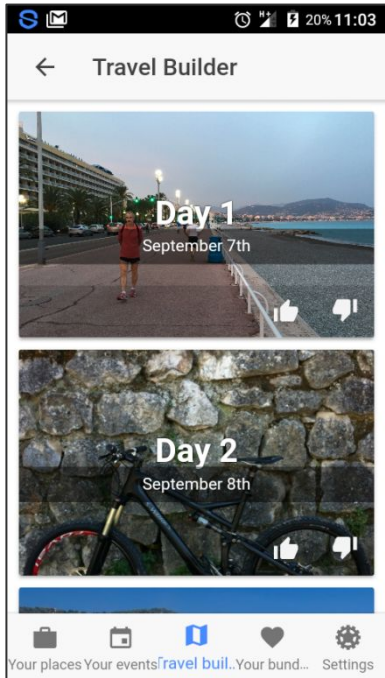 20% 11:03
Travel Builder
Day 1
September 7th
Day 2
September 8th
Your places Your events Travel buil.. Your bund... Settings